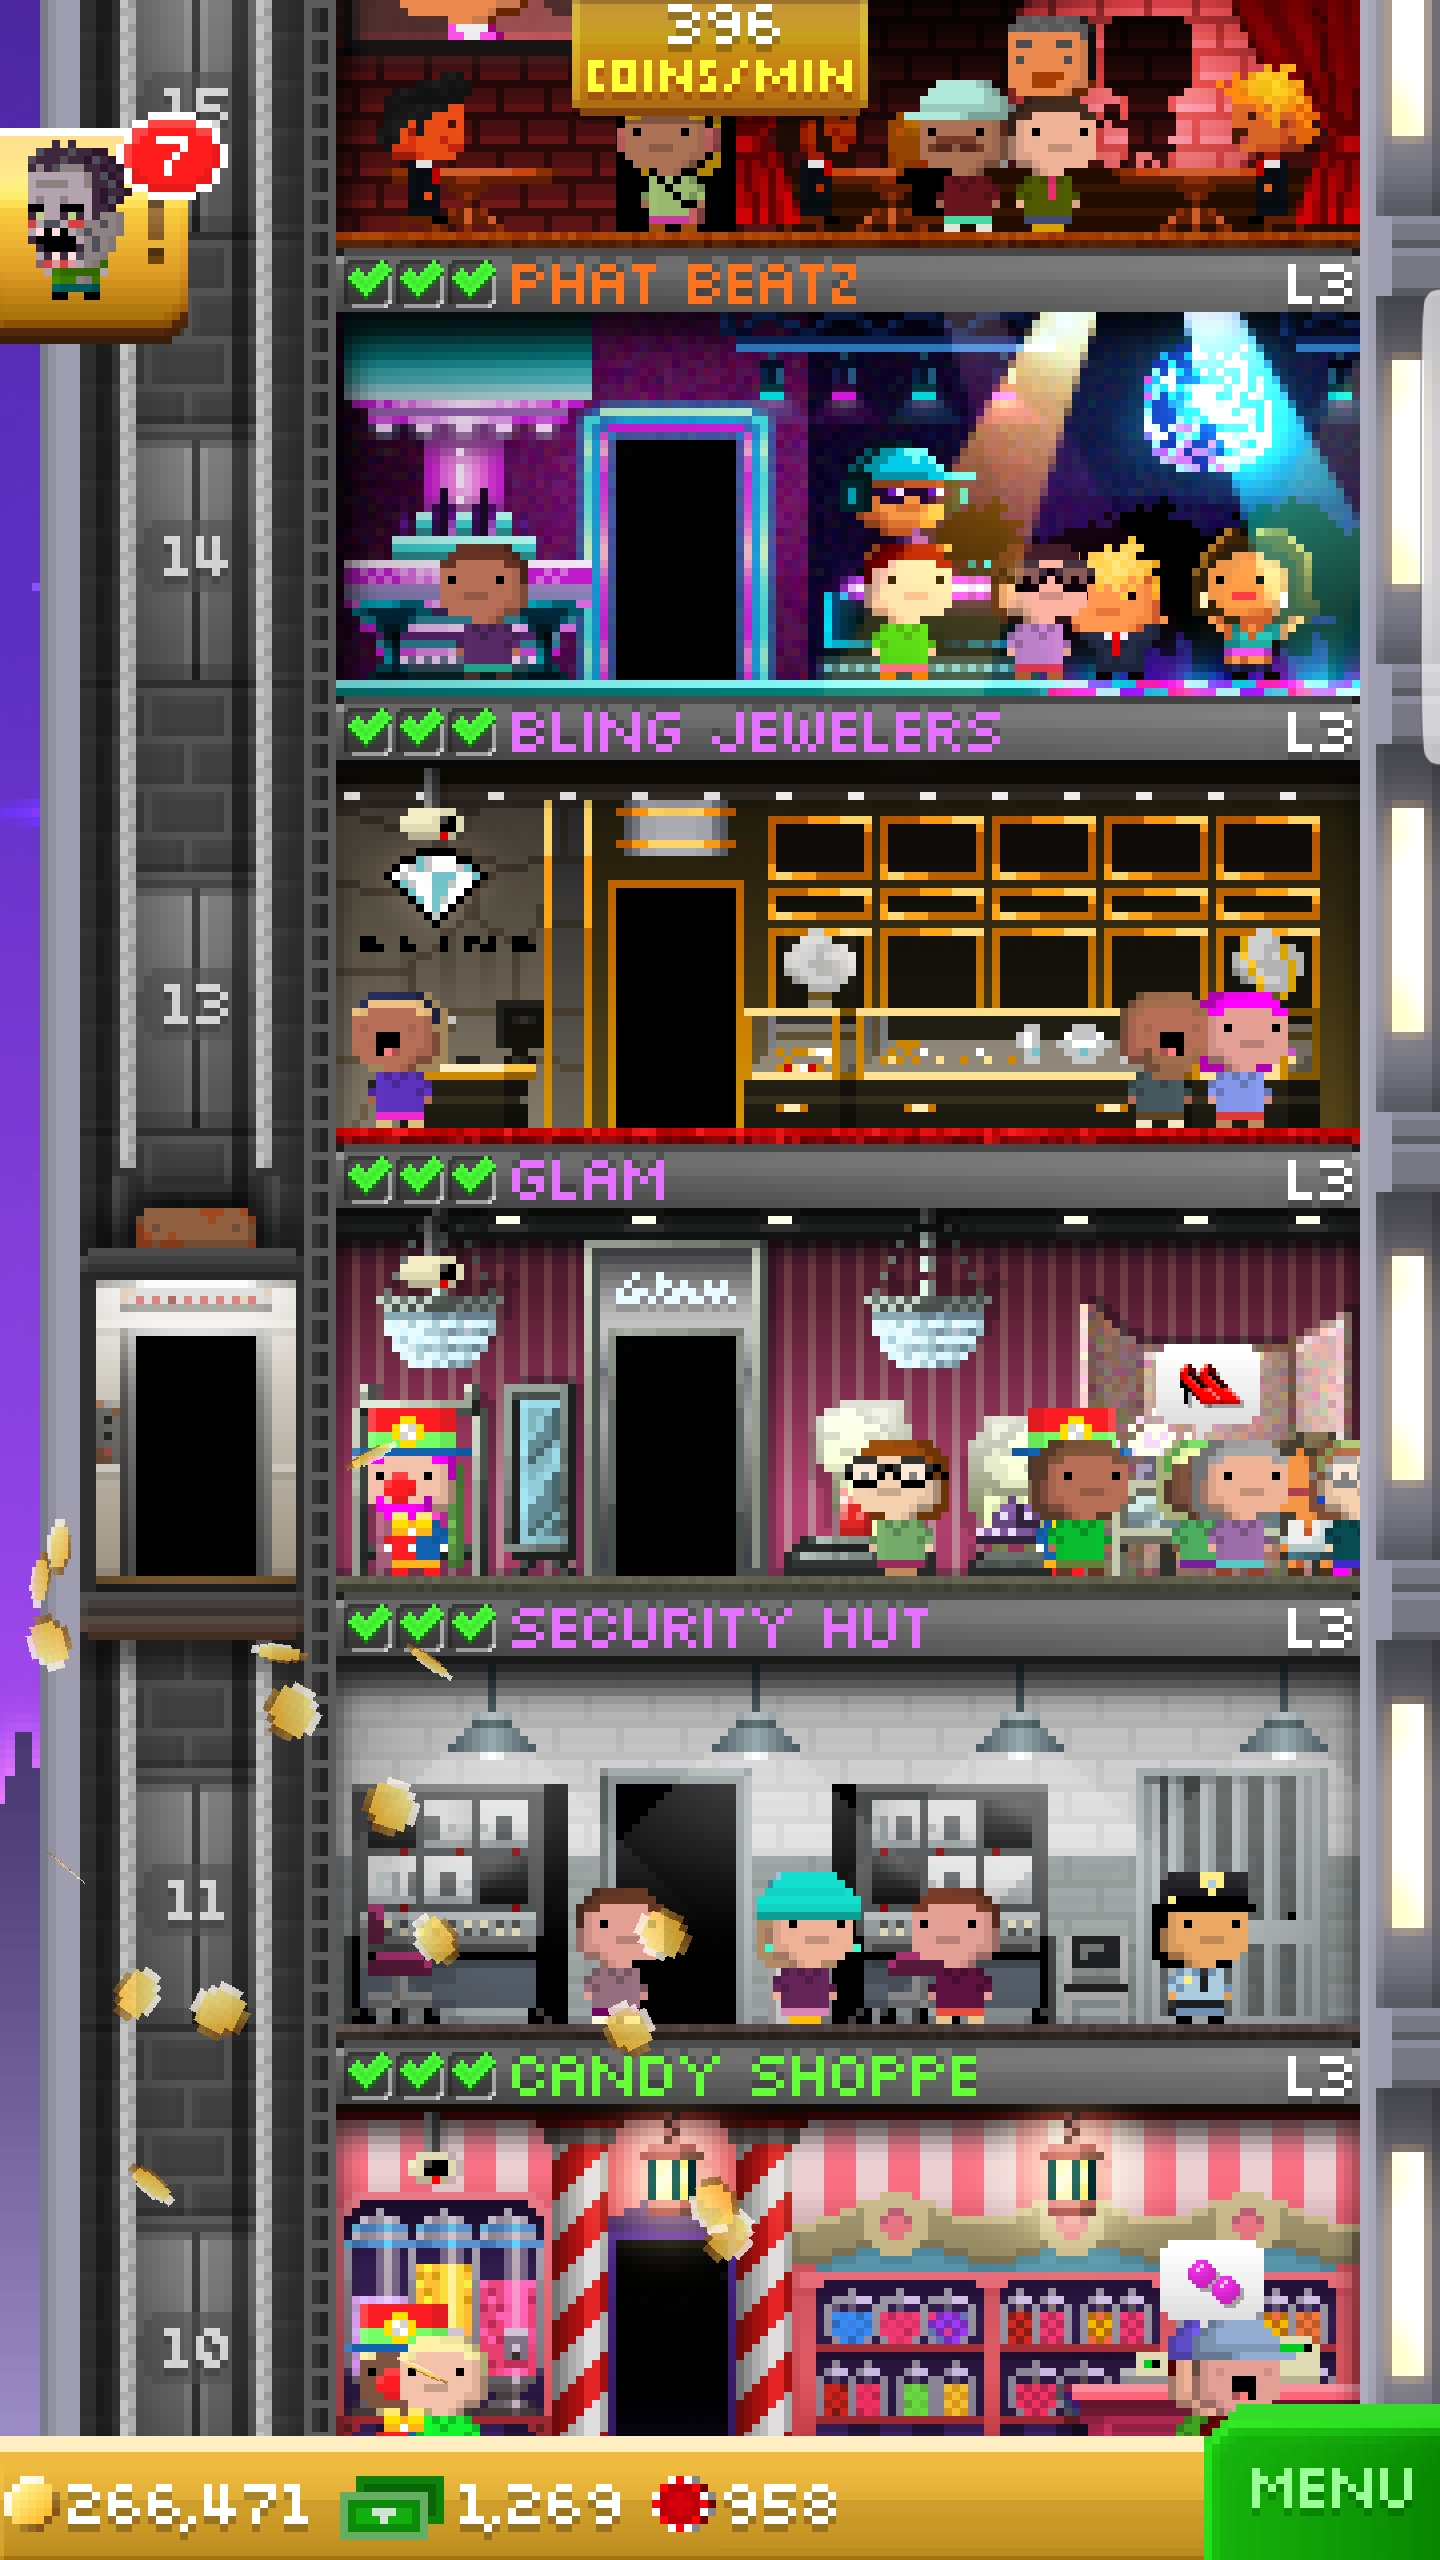 396
COINS/MIN
15
7
!
PHAT BEATZ L3
14
BLING JEWELERS L3
BLING
13
GLAM L3
Glam
SECURITY HUT L3
11
CANDY SHOPPE L3
10
266,471 1,269 958
MENU